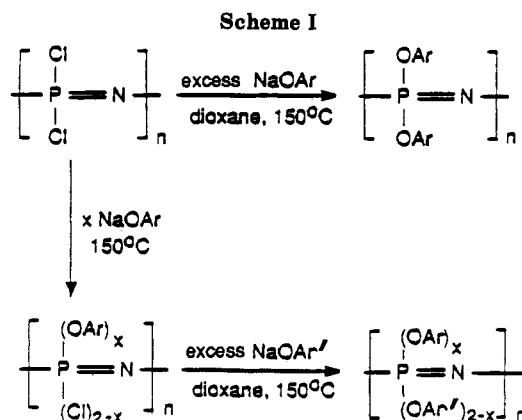 Scheme I
Cl
P = N
Cl
n
excess NaOAr
dioxane, 150°C
OAr
P = N
OAr
n
x NaOAr
150°C
(OAr)x
P = N
(Cl)2-x
n
excess NaOAr′
dioxane, 150°C
(OAr)x
P = N
(OAr′)2-x
n